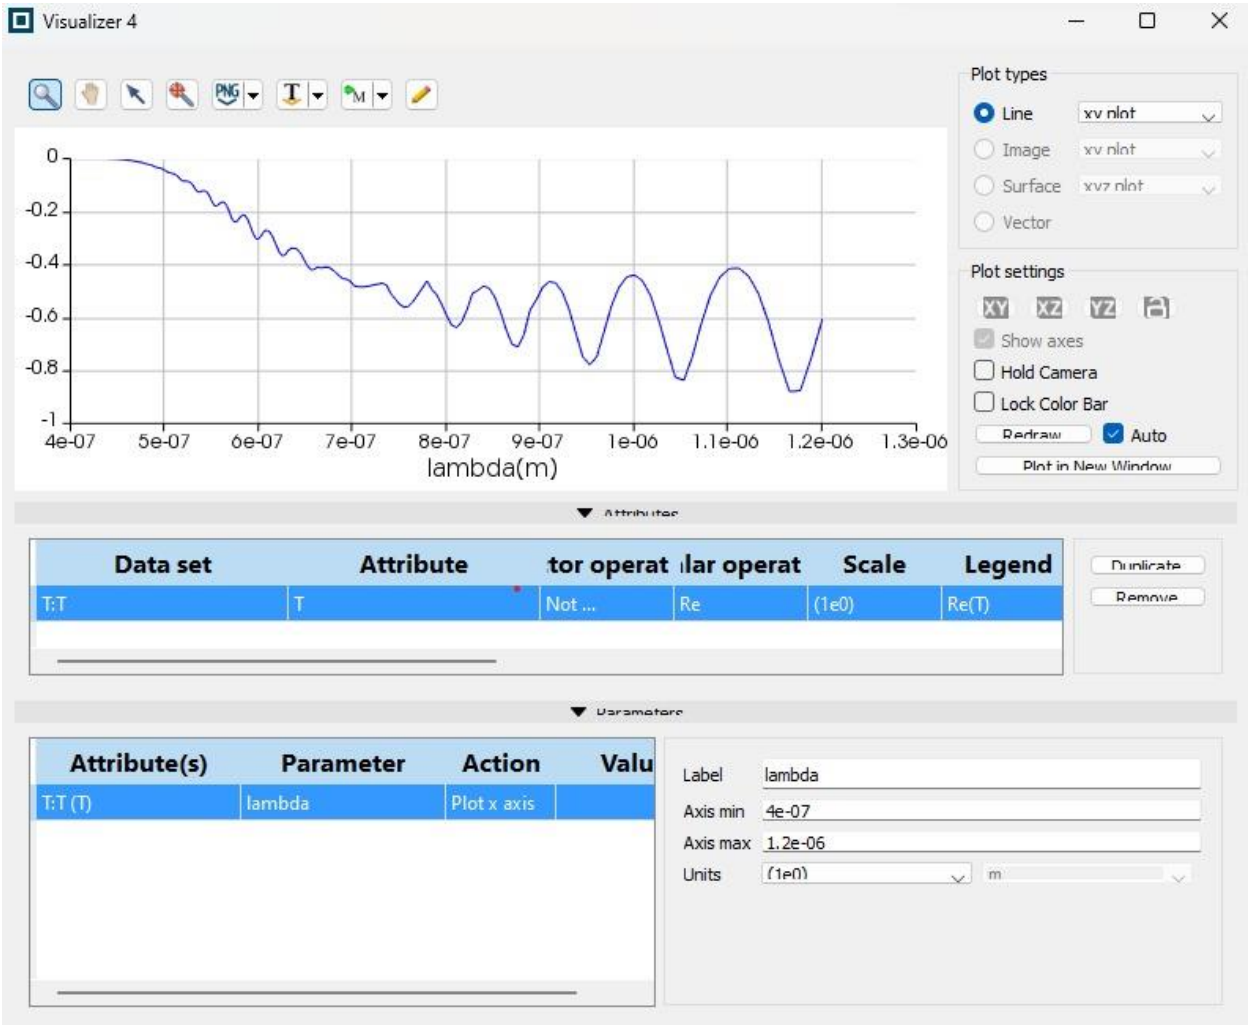 Visualizer 4
PNG T M
Plot types
Line xy plot
Image xy plot
Surface xyz plot
Vector
0
-0.2
-0.4
-0.6
-0.8
-1
4e-07 5e-07 6e-07 7e-07 8e-07 9e-07 1e-06 1.1e-06 1.2e-06 1.3e-06
lambda(m)
Plot settings
XY XZ YZ
Show axes
Hold Camera
Lock Color Bar
Redraw Auto
Plot in New Window
Attributes
Data set Attribute tor operat lar operat Scale Legend
T:T T Not ... Re (1e0) Re(T)
Duplicate
Remove
Parameters
Attribute(s) Parameter Action Valu
T:T (T) lambda Plot x axis
Label lambda
Axis min 4e-07
Axis max 1.2e-06
Units (1e0) m